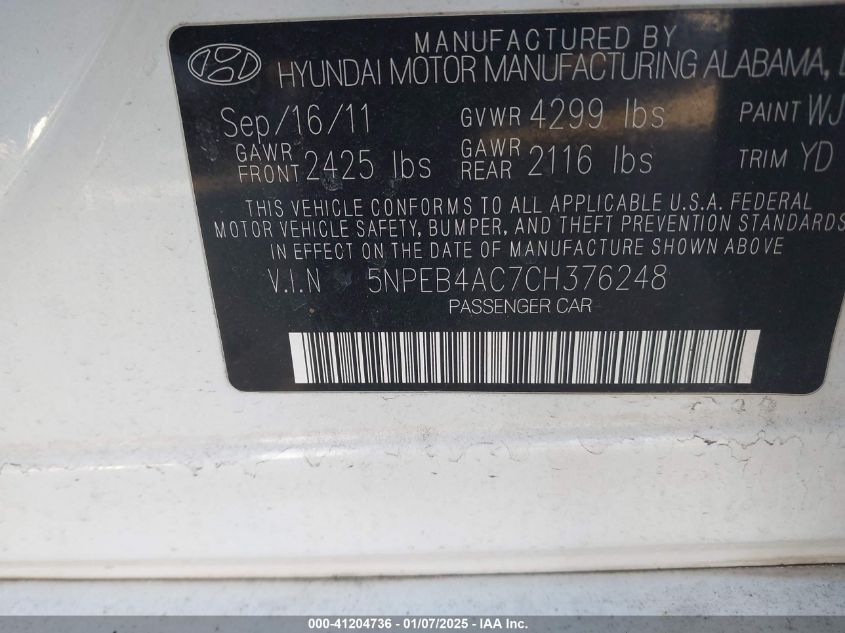 MANUFACTURED BY
HYUNDAI MOTOR MANUFACTURING ALABAMA,
Sep/16/11 GVWR 4299 lbs PAINT WJ
GAWR FRONT 2425 lbs GAWR REAR 2116 lbs TRIM YD
THIS VEHICLE CONFORMS TO ALL APPLICABLE U.S.A. FEDERAL
MOTOR VEHICLE SAFETY, BUMPER, AND THEFT PREVENTION STANDARDS
IN EFFECT ON THE DATE OF MANUFACTURE SHOWN ABOVE
V.I.N 5NPEB4AC7CH376248
PASSENGER CAR
000-41204736 - 01/07/2025 - IAA Inc.